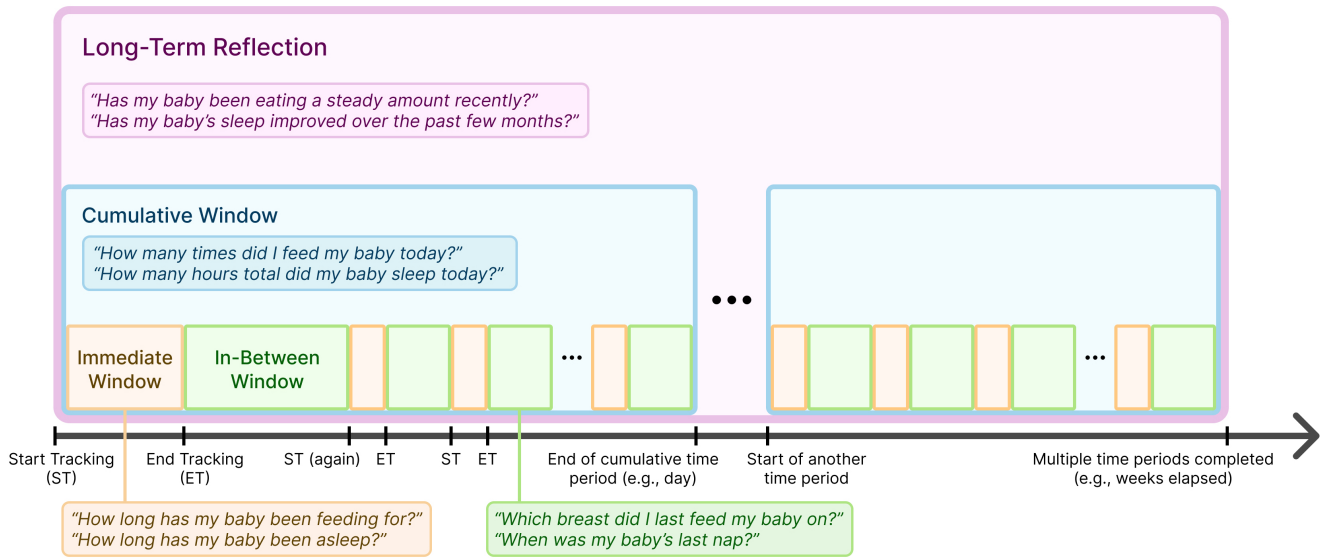 Long-Term Reflection
“Has my baby been eating a steady amount recently?”
“Has my baby’s sleep improved over the past few months?”
Cumulative Window
“How many times did I feed my baby today?”
“How many hours total did my baby sleep today?”
•••
Immediate
Window
In-Between
Window
...
...
Start Tracking
(ST)
End Tracking
(ET)
ST (again)
ET
ST
ET
End of cumulative time
period (e.g., day)
Start of another
time period
Multiple time periods completed
(e.g., weeks elapsed)
“How long has my baby been feeding for?”
“How long has my baby been asleep?”
“Which breast did I last feed my baby on?”
“When was my baby’s last nap?”